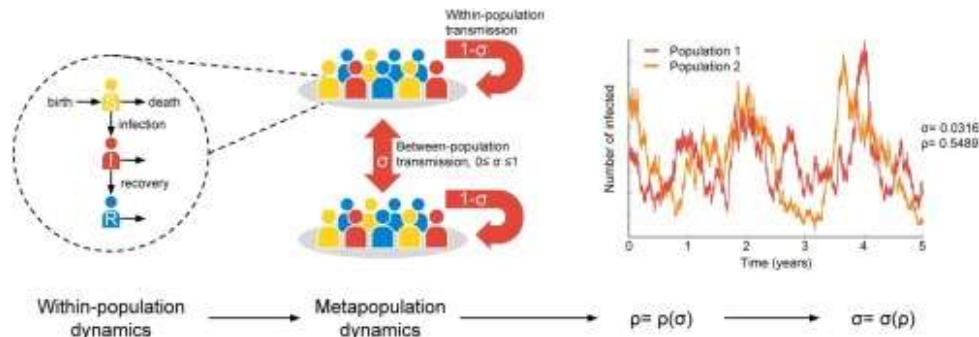 Within-population
transmission
1-σ
birth
S
death
infection
I
recovery
R
σ
Between-population
transmission, 0≤ σ ≤1
1-σ
Population 1
Population 2
Number of infected
σ= 0.0316
ρ= 0.5489
0 1 2 3 4 5
Time (years)
Within-population
dynamics
Metapopulation
dynamics
ρ= ρ(σ)
σ= σ(ρ)